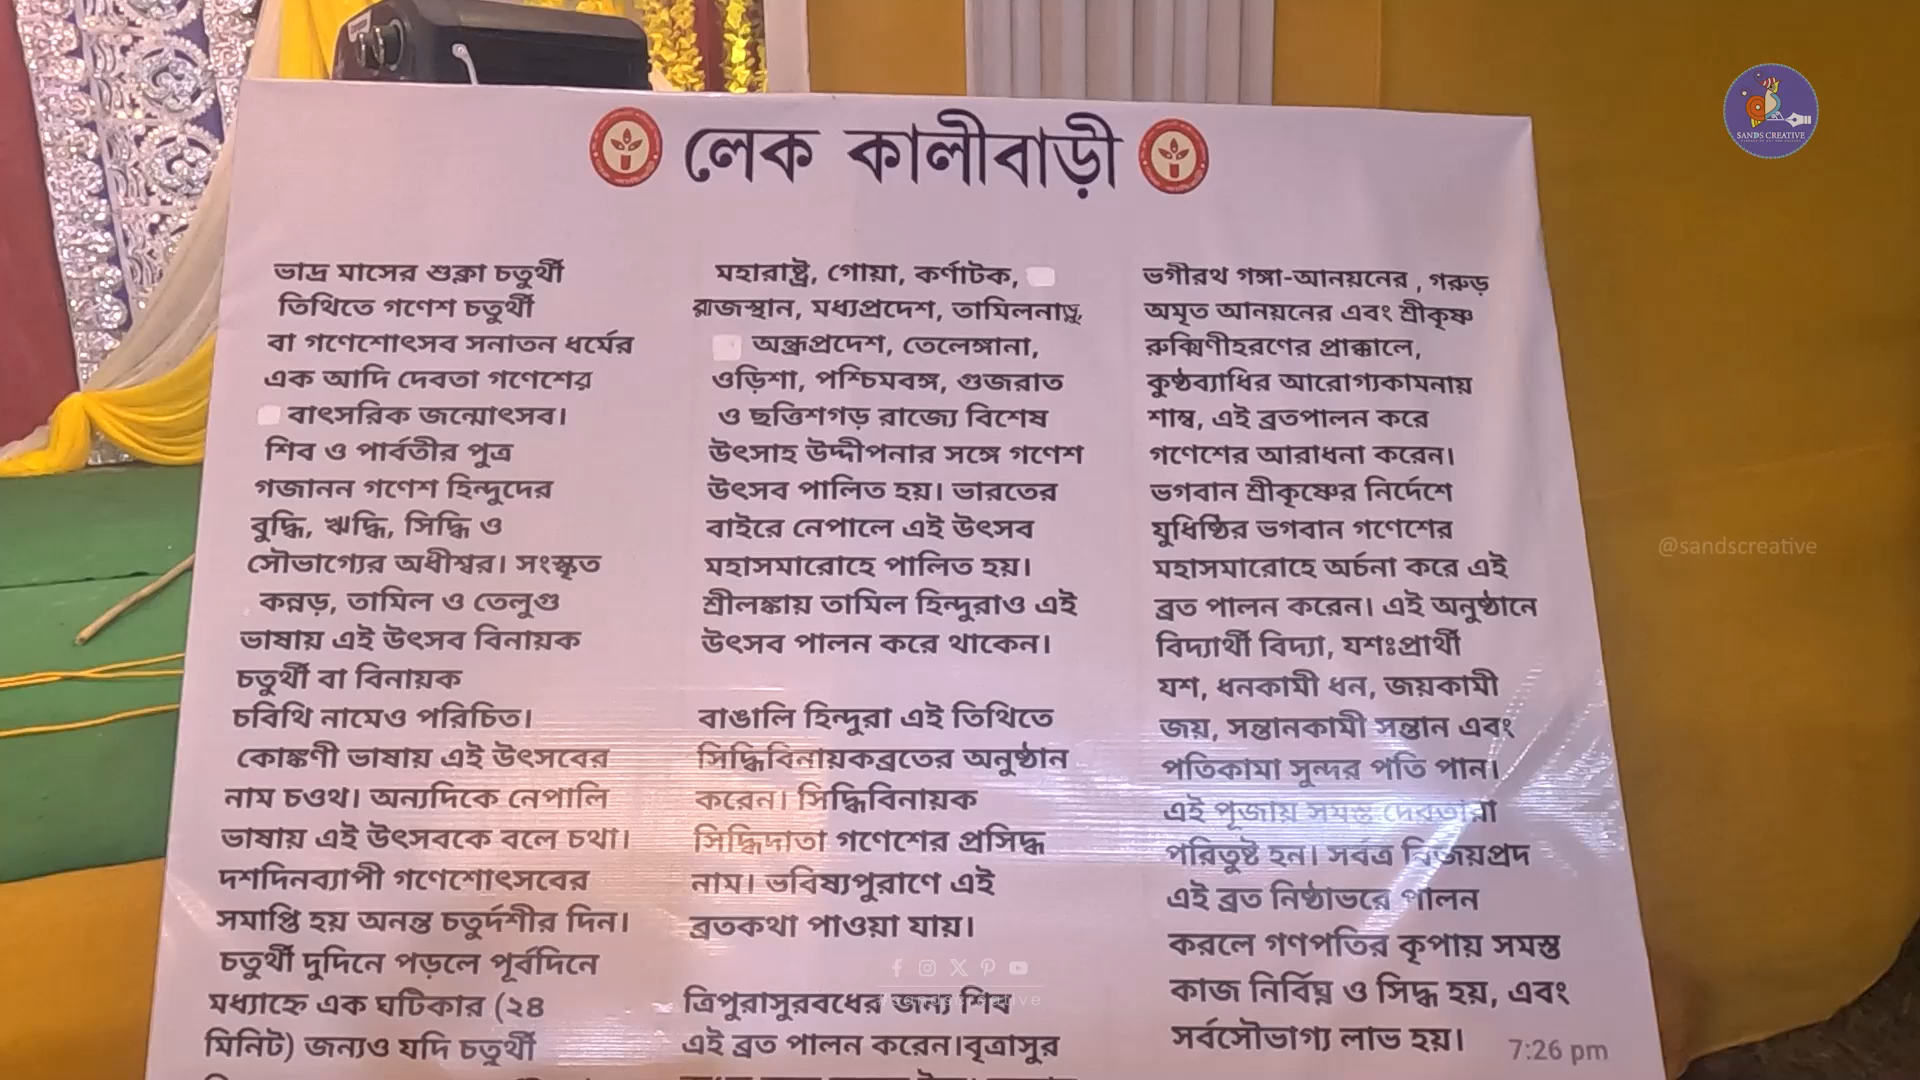 লেক কালীবাড়ী
ভাদ্র মাসের শুক্লা চতুর্থী
তিথিতে গণেশ চতুর্থী
বা গণেশোৎসব সনাতন ধর্মের
এক আদি দেবতা গণেশের
বাৎসরিক জন্মোৎসব।
শিব ও পার্বতীর পুত্র
গজানন গণেশ হিন্দুদের
বুদ্ধি, ঋদ্ধি, সিদ্ধি ও
সৌভাগ্যের অধীশ্বর। সংস্কৃত
কন্নড়, তামিল ও তেলুগু
ভাষায় এই উৎসব বিনায়ক
চতুর্থী বা বিনায়ক
চবিথি নামেও পরিচিত।
কোঙ্কণী ভাষায় এই উৎসবের
নাম চওথ। অন্যদিকে নেপালি
ভাষায় এই উৎসবকে বলে চথা।
দশদিনব্যাপী গণেশোৎসবের
সমাপ্তি হয় অনন্ত চতুর্দশীর দিন।
চতুর্থী দুদিনে পড়লে পূর্বদিনে
মধ্যাহ্নে এক ঘটিকার (২৪
মিনিট) জন্যও যদি চতুর্থী
মহারাষ্ট্র, গোয়া, কর্ণাটক,
রাজস্থান, মধ্যপ্রদেশ, তামিলনাড়ু,
অন্ধ্রপ্রদেশ, তেলেঙ্গানা,
ওড়িশা, পশ্চিমবঙ্গ, গুজরাত
ও ছত্তিশগড় রাজ্যে বিশেষ
উৎসাহ উদ্দীপনার সঙ্গে গণেশ
উৎসব পালিত হয়। ভারতের
বাইরে নেপালে এই উৎসব
মহাসমারোহে পালিত হয়।
শ্রীলঙ্কায় তামিল হিন্দুরাও এই
উৎসব পালন করে থাকেন।
বাঙালি হিন্দুরা এই তিথিতে
সিদ্ধিবিনায়কব্রতের অনুষ্ঠান
করেন। সিদ্ধিবিনায়ক
সিদ্ধিদাতা গণেশের প্রসিদ্ধ
নাম। ভবিষ্যপুরাণে এই
ব্রতকথা পাওয়া যায়।
ত্রিপুরাসুরবধের জন্য শিব
এই ব্রত পালন করেন।বৃত্রাসুর
ভগীরথ গঙ্গা-আনয়নের , গরুড়
অমৃত আনয়নের এবং শ্রীকৃষ্ণ
রুক্মিণীহরণের প্রাক্কালে,
কুষ্ঠব্যাধির আরোগ্যকামনায়
শাম্ব, এই ব্রতপালন করে
গণেশের আরাধনা করেন।
ভগবান শ্রীকৃষ্ণের নির্দেশে
যুধিষ্ঠির ভগবান গণেশের
মহাসমারোহে অর্চনা করে এই
ব্রত পালন করেন। এই অনুষ্ঠানে
বিদ্যার্থী বিদ্যা, যশঃপ্রার্থী
যশ, ধনকামী ধন, জয়কামী
জয়, সন্তানকামী সন্তান এবং
পতিকামা সুন্দর পতি পান।
এই পূজায় সমস্ত দেবতারা
পরিতুষ্ট হন। সর্বত্র বিজয়প্রদ
এই ব্রত নিষ্ঠাভরে পালন
করলে গণপতির কৃপায় সমস্ত
কাজ নির্বিঘ্ন ও সিদ্ধ হয়, এবং
সর্বসৌভাগ্য লাভ হয়।
7:26 pm
SANDS CREATIVE
@sandscreative
#sandscreative